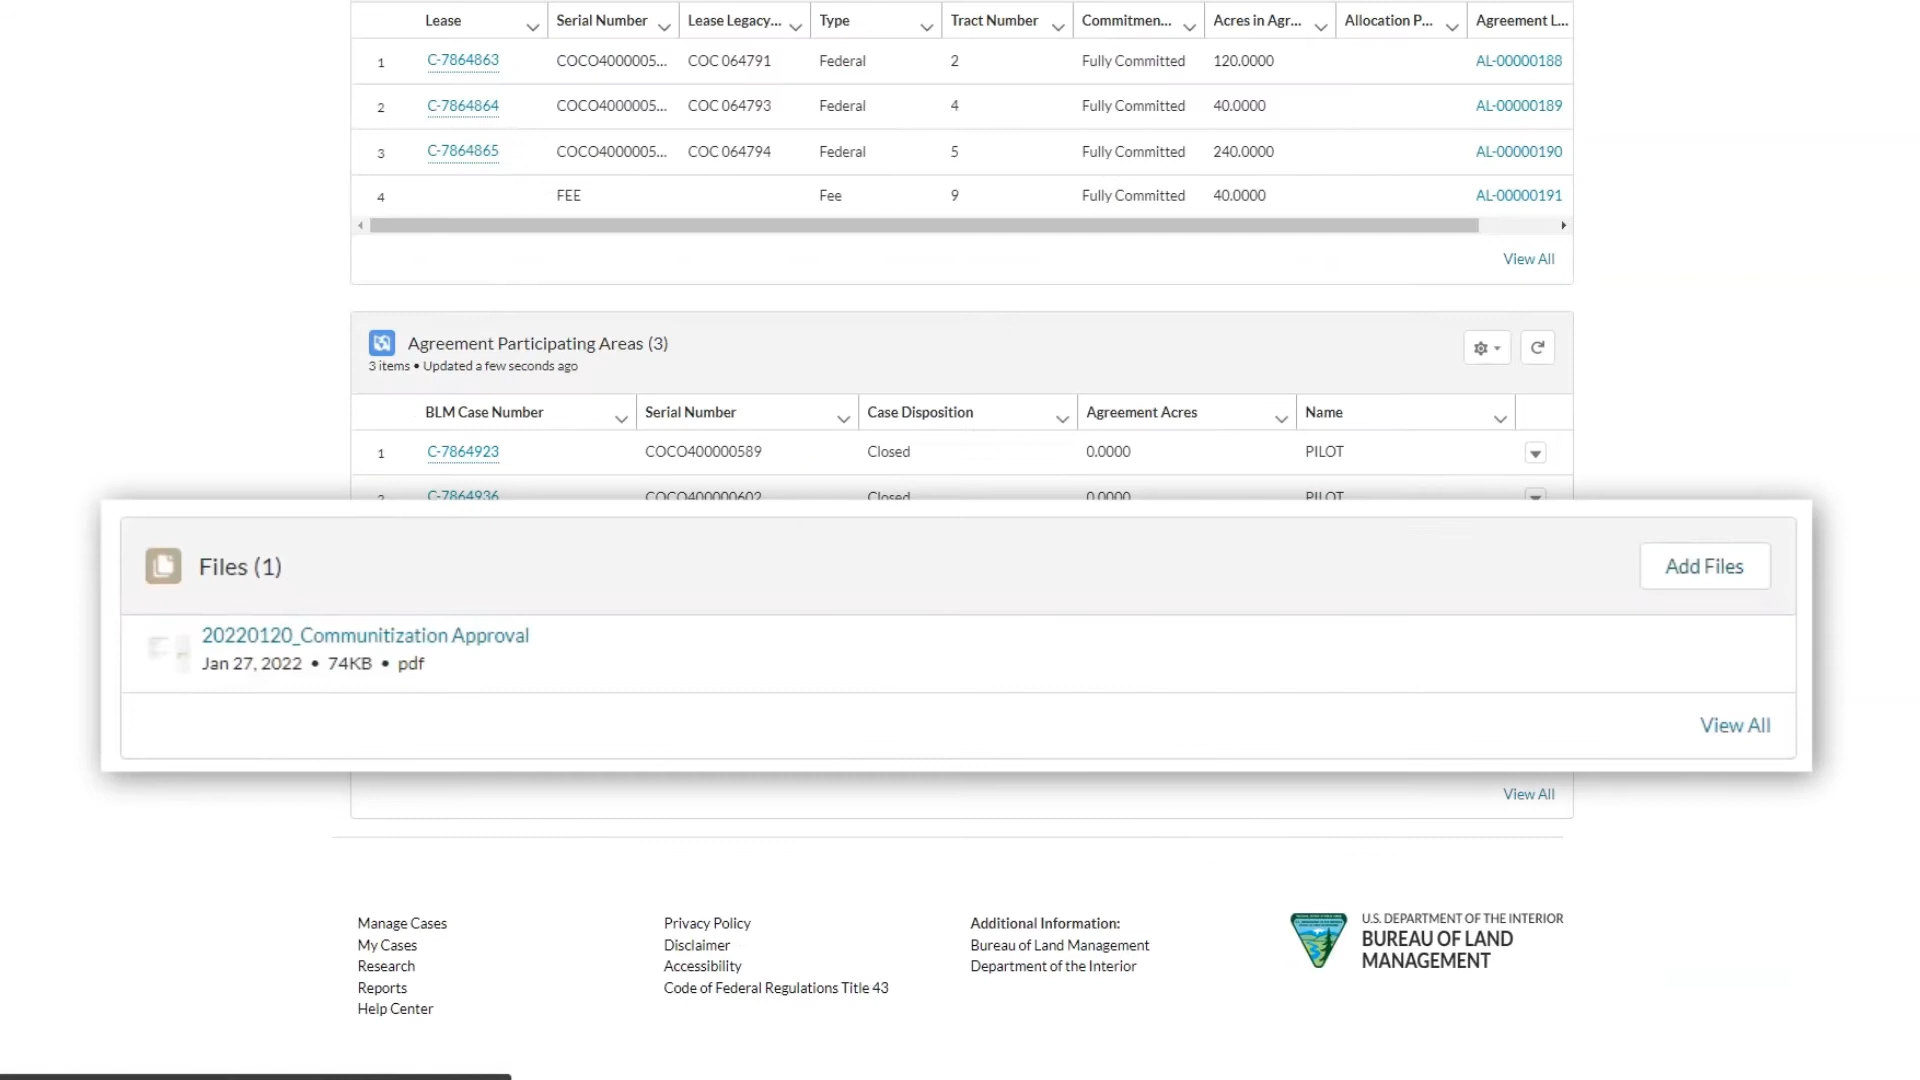 Lease Serial Number Lease Legacy... Type Tract Number Commitmen... Acres in Agr... Allocation P... Agreement L...
1 C-7864863 COCO4000005... COC 064791 Federal 2 Fully Committed 120.0000 AL-00000188
2 C-7864864 COCO4000005... COC 064793 Federal 4 Fully Committed 40.0000 AL-00000189
3 C-7864865 COCO4000005... COC 064794 Federal 5 Fully Committed 240.0000 AL-00000190
4 FEE Fee 9 Fully Committed 40.0000 AL-00000191
View All
Agreement Participating Areas (3)
3 items • Updated a few seconds ago
BLM Case Number Serial Number Case Disposition Agreement Acres Name
1 C-7864923 COCO400000589 Closed 0.0000 PILOT
2 C-7864936 COCO400000602 Closed 0.0000 PILOT
Files (1)
Add Files
20220120_Communitization Approval
Jan 27, 2022 • 74KB • pdf
View All
View All
Manage Cases
My Cases
Research
Reports
Help Center
Privacy Policy
Disclaimer
Accessibility
Code of Federal Regulations Title 43
Additional Information:
Bureau of Land Management
Department of the Interior
U.S. DEPARTMENT OF THE INTERIOR
BUREAU OF LAND
MANAGEMENT